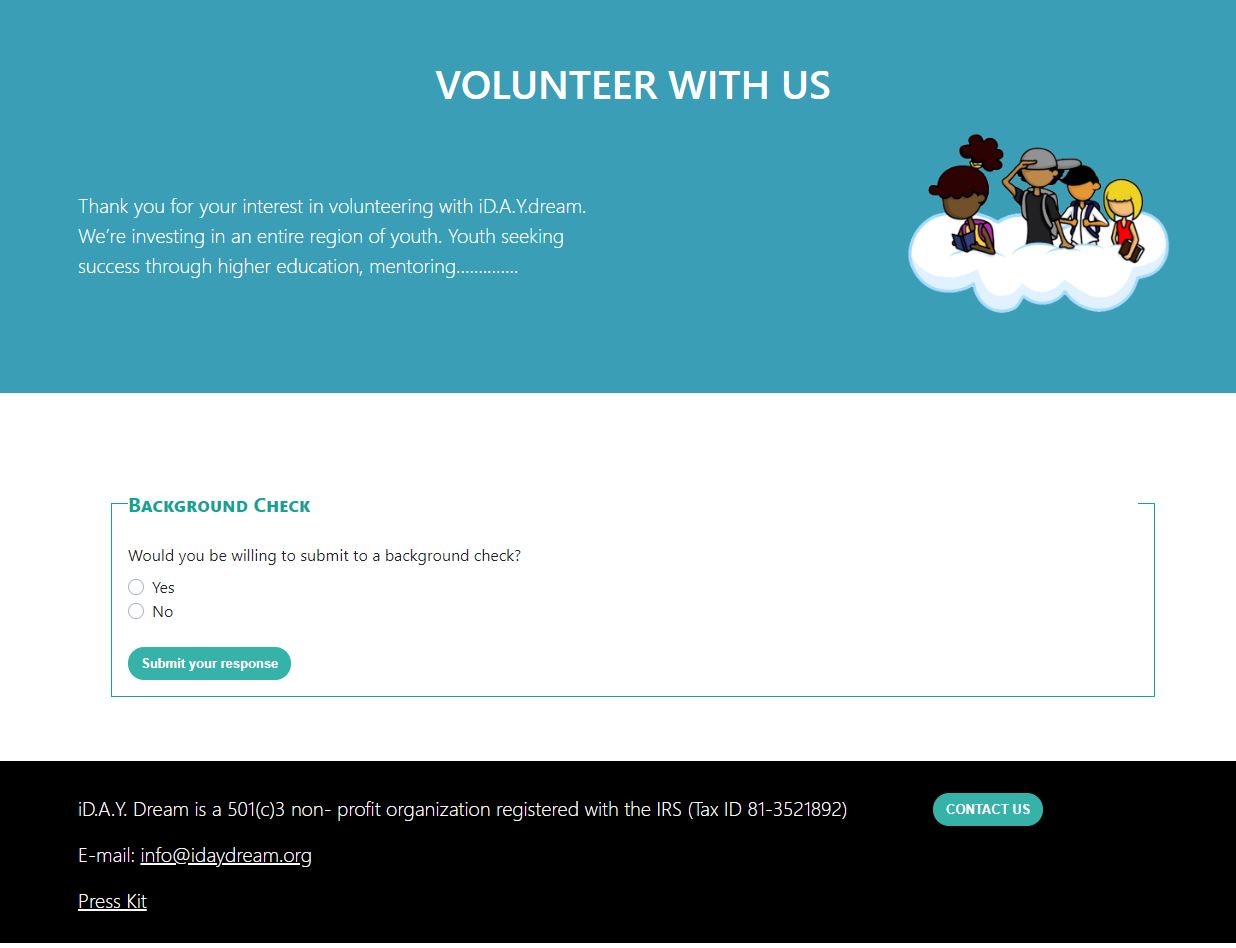 VOLUNTEER WITH US
Thank you for your interest in volunteering with iD.A.Y.dream.
We’re investing in an entire region of youth. Youth seeking
success through higher education, mentoring..............
Background Check
Would you be willing to submit to a background check?
Yes
No
Submit your response
iD.A.Y. Dream is a 501(c)3 non- profit organization registered with the IRS (Tax ID 81-3521892)
CONTACT US
E-mail: info@idaydream.org
Press Kit